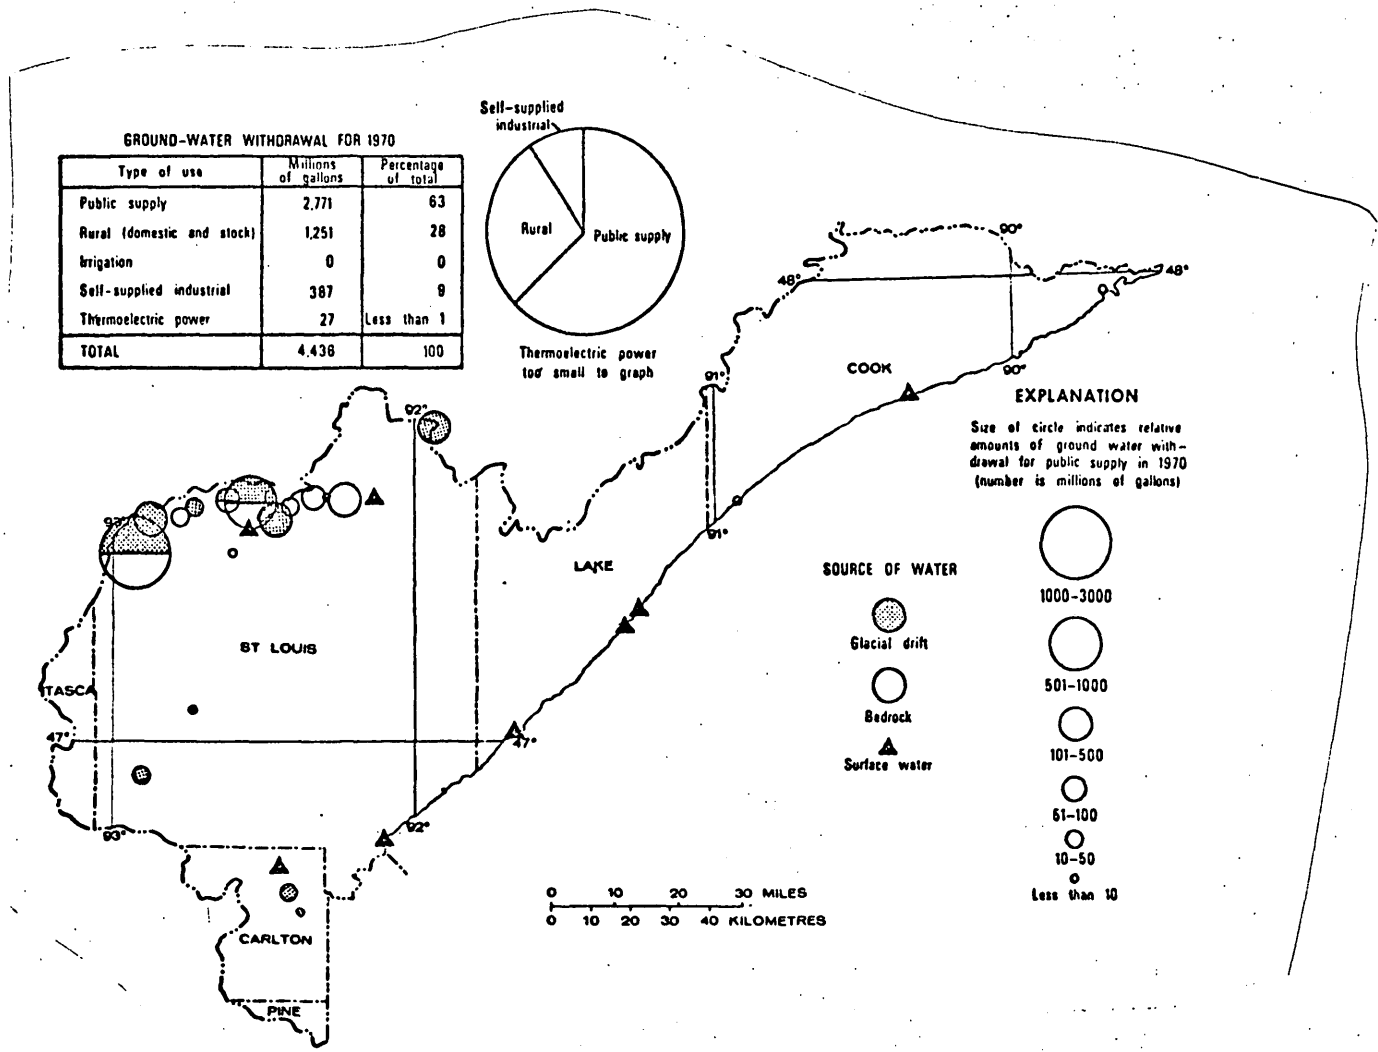 GROUND-WATER WITHDRAWAL FOR 1970
Type of use Millions of gallons Percentage of total
Public supply 2,771 63
Rural (domestic and stock) 1,251 28
Irrigation 0 0
Self-supplied industrial 387 9
Thermoelectric power 27 Less than 1
TOTAL 4,436 100
Self-supplied
industrial
Rural
Public supply
Thermoelectric power
too small to graph
90°
48°
48°
COOK
90°
91°
92°
93°
91°
LAKE
ST LOUIS
ITASCA
47°
47°
93°
92°
CARLTON
PINE
EXPLANATION
Size of circle indicates relative
amounts of ground water with-
drawal for public supply in 1970
(number is millions of gallons)
1000-3000
501-1000
101-500
51-100
10-50
Less than 10
SOURCE OF WATER
Glacial drift
Bedrock
Surface water
0 10 20 30 MILES
0 10 20 30 40 KILOMETRES